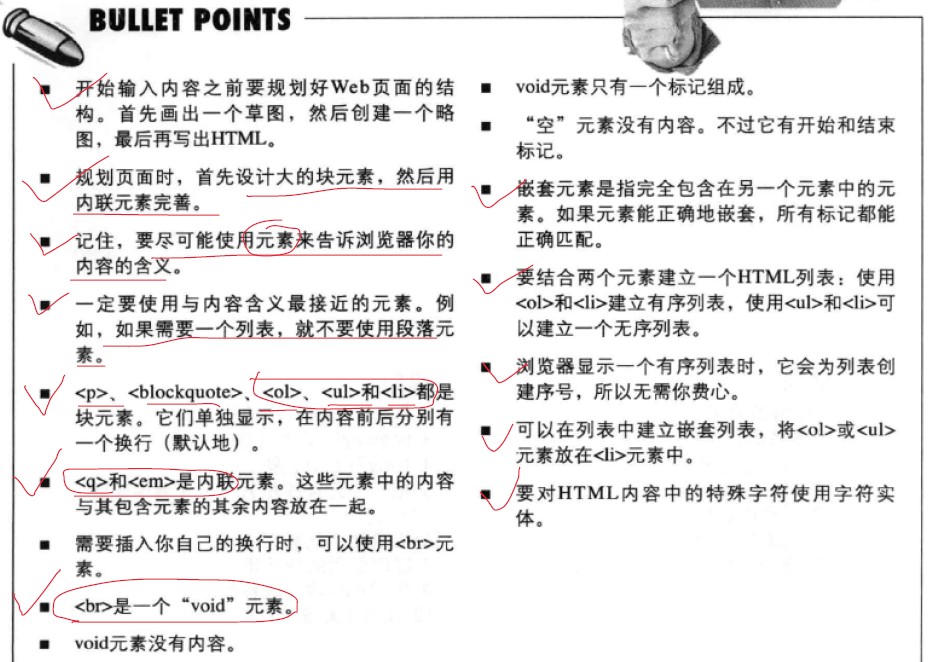 BULLET POINTS
■ 开始输入内容之前要规划好Web页面的结
构。首先画出一个草图，然后创建一个略
图，最后再写出HTML。
■ 规划页面时，首先设计大的块元素，然后用
内联元素完善。
■ 记住，要尽可能使用元素来告诉浏览器你的
内容的含义。
■ 一定要使用与内容含义最接近的元素。例
如，如果需要一个列表，就不要使用段落元
素。
■ <p>、<blockquote>、<ol>、<ul>和<li>都是
块元素。它们单独显示，在内容前后分别有
一个换行（默认地）。
■ <q>和<em>是内联元素。这些元素中的内容
与其包含元素的其余内容放在一起。
■ 需要插入你自己的换行时，可以使用<br>元
素。
■ <br>是一个“void”元素。
■ void元素没有内容。
■ void元素只有一个标记组成。
■ “空”元素没有内容。不过它有开始和结束
标记。
■ 嵌套元素是指完全包含在另一个元素中的元
素。如果元素能正确地嵌套，所有标记都能
正确匹配。
■ 要结合两个元素建立一个HTML列表：使用
<ol>和<li>建立有序列表，使用<ul>和<li>可
以建立一个无序列表。
■ 浏览器显示一个有序列表时，它会为列表创
建序号，所以无需你费心。
■ 可以在列表中建立嵌套列表，将<ol>或<ul>
元素放在<li>元素中。
■ 要对HTML内容中的特殊字符使用字符实
体。